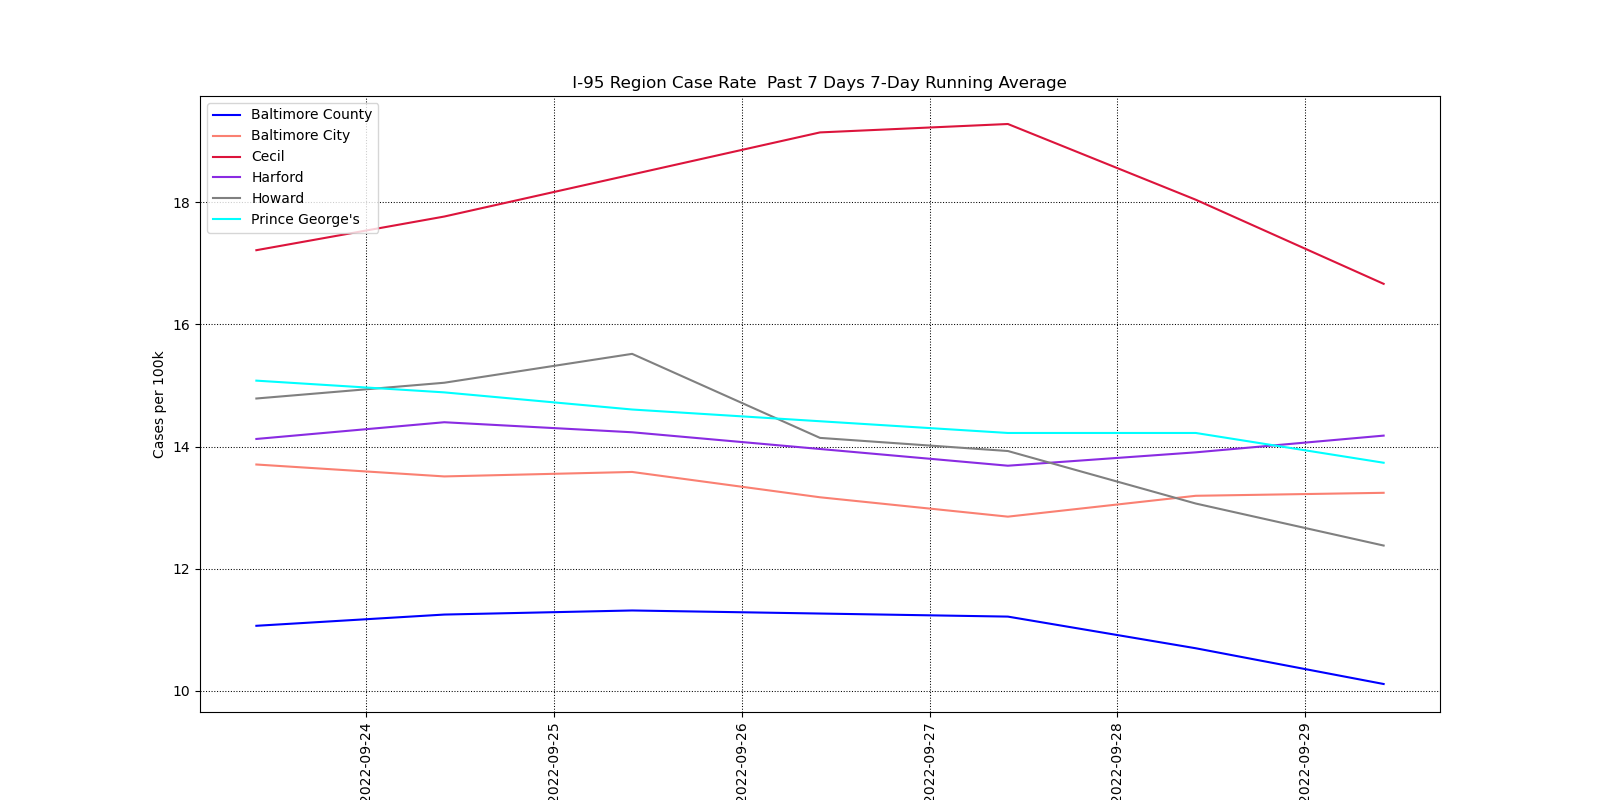 I-95 Region Case Rate  Past 7 Days 7-Day Running Average
Baltimore County
Baltimore City
Cecil
Harford
Howard
Prince George's
Cases per 100k
18
16
14
12
10
2022-09-24
2022-09-25
2022-09-26
2022-09-27
2022-09-28
2022-09-29